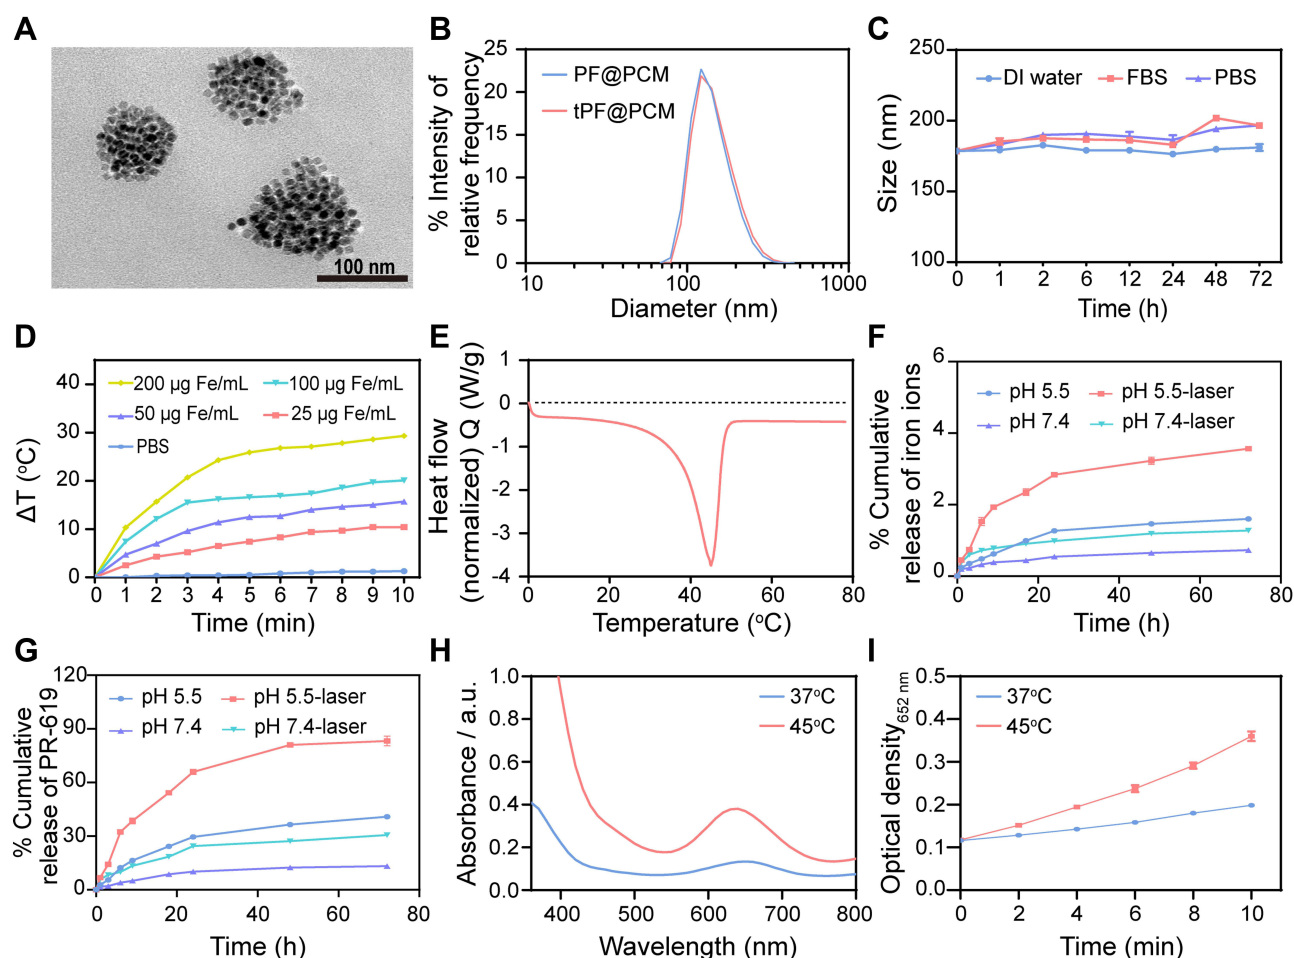 A
100 nm
B
% Intensity of
relative frequency
25
20
15
10
5
0
PF@PCM
tPF@PCM
10
100
1000
Diameter (nm)
C
Size (nm)
250
200
150
100
DI water
FBS
PBS
0 1 2 6 12 24 48 72
Time (h)
D
ΔT (°C)
40
30
20
10
0
200 µg Fe/mL
100 µg Fe/mL
50 µg Fe/mL
25 µg Fe/mL
PBS
0 1 2 3 4 5 6 7 8 9 10
Time (min)
E
Heat flow
(normalized) Q (W/g)
1
0
-1
-2
-3
-4
0 20 40 60 80
Temperature (°C)
F
% Cumulative
release of iron ions
6
4
2
0
pH 5.5
pH 5.5-laser
pH 7.4
pH 7.4-laser
0 20 40 60 80
Time (h)
G
% Cumulative
release of PR-619
120
90
60
30
0
pH 5.5
pH 5.5-laser
pH 7.4
pH 7.4-laser
0 20 40 60 80
Time (h)
H
Absorbance / a.u.
1.0
0.8
0.6
0.4
0.2
0.0
37°C
45°C
400 500 600 700 800
Wavelength (nm)
I
Optical density652 nm
0.5
0.4
0.3
0.2
0.1
0.0
37°C
45°C
0 2 4 6 8 10
Time (min)